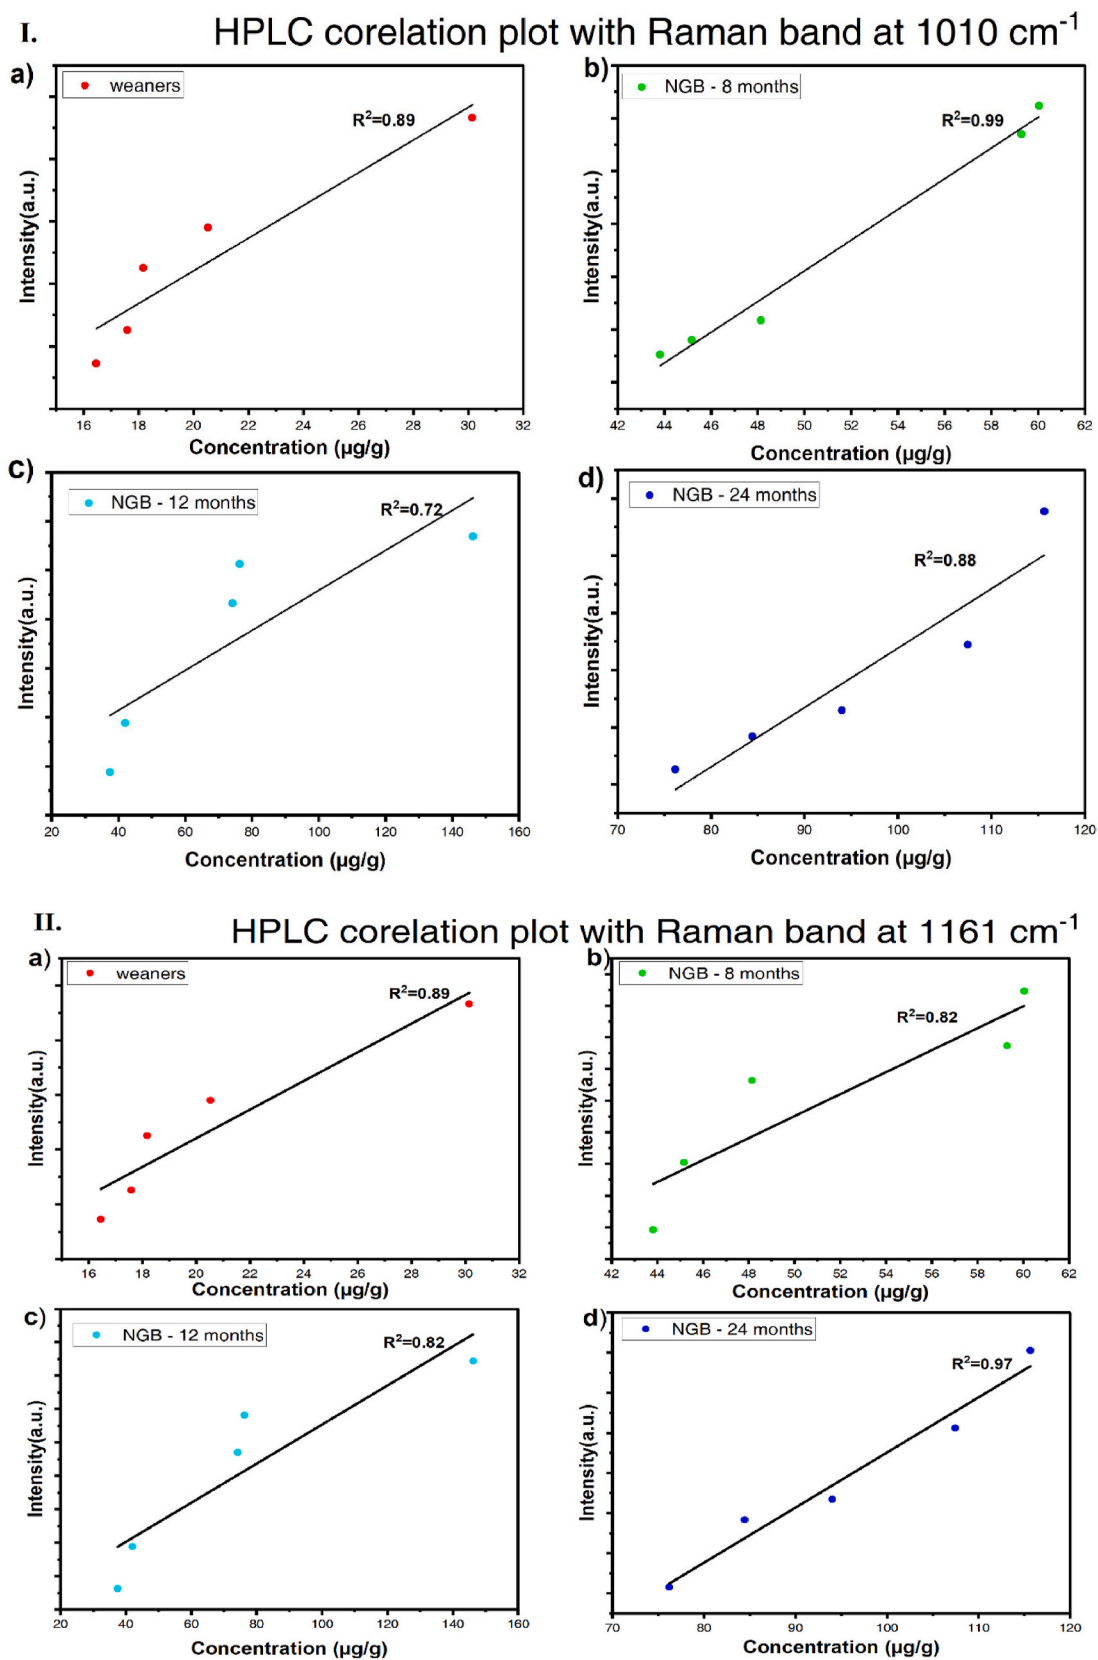 I.
HPLC corelation plot with Raman band at 1010 cm⁻¹
a)
weaners
R²=0.89
Intensity(a.u.)
16 18 20 22 24 26 28 30 32
Concentration (µg/g)
b)
NGB - 8 months
R²=0.99
Intensity(a.u.)
42 44 46 48 50 52 54 56 58 60 62
Concentration (µg/g)
c)
NGB - 12 months
R²=0.72
Intensity(a.u.)
20 40 60 80 100 120 140 160
Concentration (µg/g)
d)
NGB - 24 months
R²=0.88
Intensity(a.u.)
70 80 90 100 110 120
Concentration (µg/g)
II.
HPLC corelation plot with Raman band at 1161 cm⁻¹
a)
weaners
R²=0.89
Intensity(a.u.)
16 18 20 22 24 26 28 30 32
Concentration (µg/g)
b)
NGB - 8 months
R²=0.82
Intensity(a.u.)
42 44 46 48 50 52 54 56 58 60 62
Concentration (µg/g)
c)
NGB - 12 months
R²=0.82
Intensity(a.u.)
20 40 60 80 100 120 140 160
Concentration (µg/g)
d)
NGB - 24 months
R²=0.97
Intensity(a.u.)
70 80 90 100 110 120
Concentration (µg/g)